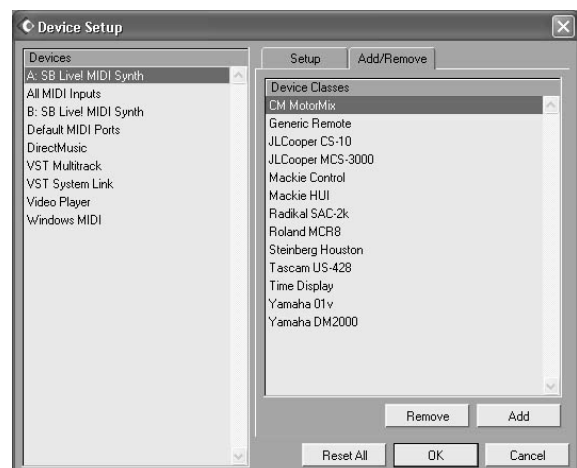 Device Setup
Devices
A: SB Live! MIDI Synth
All MIDI Inputs
B: SB Live! MIDI Synth
Default MIDI Ports
DirectMusic
VST Multitrack
VST System Link
Video Player
Windows MIDI
Setup
Add/Remove
Device Classes
CM MotorMix
Generic Remote
JLCooper CS-10
JLCooper MCS-3000
Mackie Control
Mackie HUI
Radikal SAC-2k
Roland MCR8
Steinberg Houston
Tascam US-428
Time Display
Yamaha 01v
Yamaha DM2000
Remove
Add
Reset All
OK
Cancel